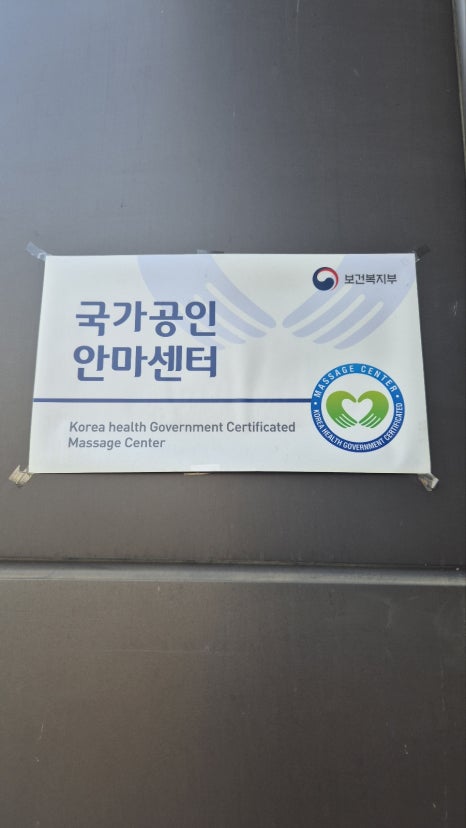 보건복지부
국가공인
안마센터
Korea health Government Certificated
Massage Center
MASSAGE CENTER
KOREA HEALTH GOVERNMENT CERTIFICATED